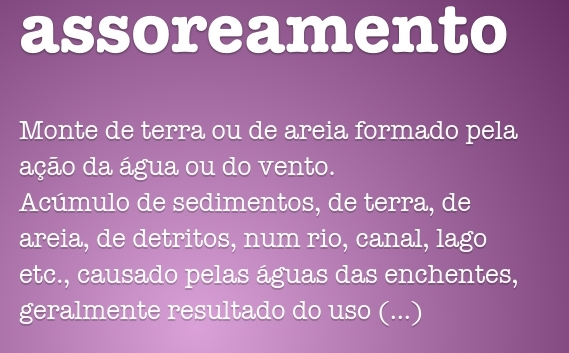 assoreamento
Monte de terra ou de areia formado pela
ação da água ou do vento.
Acúmulo de sedimentos, de terra, de
areia, de detritos, num rio, canal, lago
etc., causado pelas águas das enchentes,
geralmente resultado do uso (...)